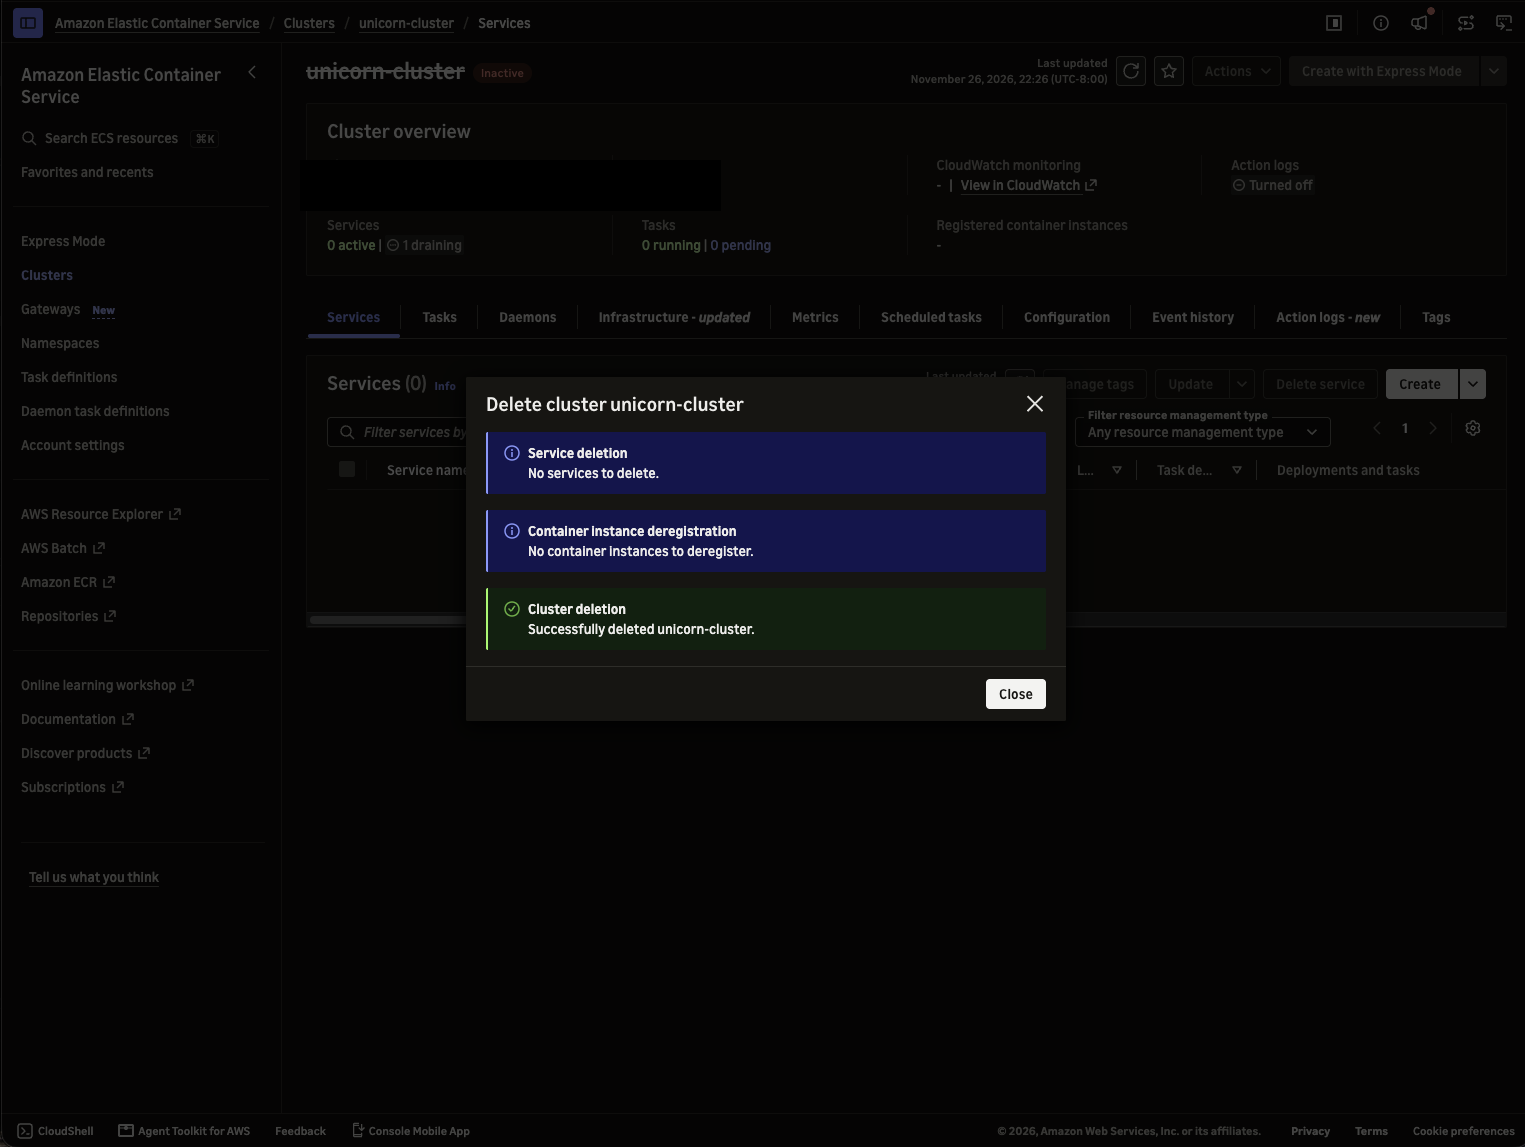 Amazon Elastic Container Service / Clusters / unicorn-cluster / Services
Amazon Elastic Container Service
Search ECS resources ⌘K
Favorites and recents
Express Mode
Clusters
Gateways New
Namespaces
Task definitions
Daemon task definitions
Account settings
AWS Resource Explorer
AWS Batch
Amazon ECR
Repositories
Online learning workshop
Documentation
Discover products
Subscriptions
Tell us what you think
unicorn-cluster Inactive
Last updated
November 26, 2026, 22:26 (UTC-8:00)
Actions
Create with Express Mode
Cluster overview
CloudWatch monitoring
- | View in CloudWatch
Action logs
Turned off
Services
0 active | 1 draining
Tasks
0 running | 0 pending
Registered container instances
-
Services Tasks Daemons Infrastructure - updated Metrics Scheduled tasks Configuration Event history Action logs - new Tags
Services (0) Info
Last updated
anage tags
Update
Delete service
Create
Filter services by
Filter resource management type
Any resource management type
1
Service name
L...
Task de...
Deployments and tasks
Delete cluster unicorn-cluster
Service deletion
No services to delete.
Container instance deregistration
No container instances to deregister.
Cluster deletion
Successfully deleted unicorn-cluster.
Close
CloudShell Agent Toolkit for AWS Feedback Console Mobile App
© 2026, Amazon Web Services, Inc. or its affiliates. Privacy Terms Cookie preferences